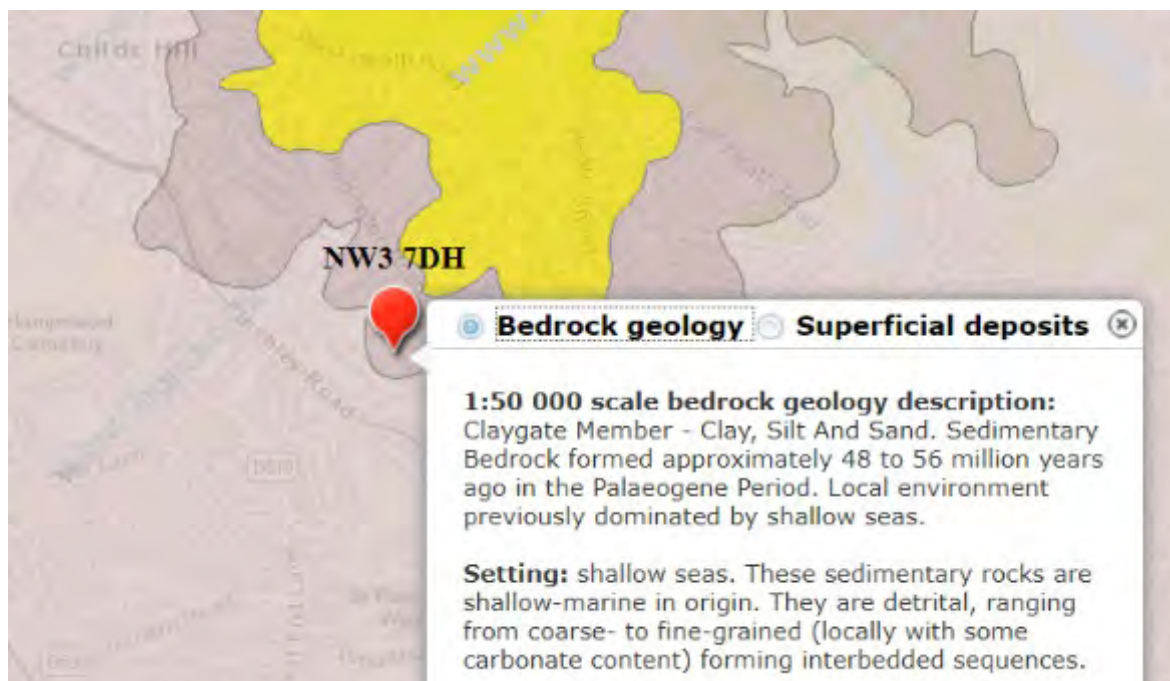 Childs Hill
www.
NW3 7DH
Bedrock geology
Superficial deposits
1:50 000 scale bedrock geology description:
Claygate Member - Clay, Silt And Sand. Sedimentary
Bedrock formed approximately 48 to 56 million years
ago in the Palaeogene Period. Local environment
previously dominated by shallow seas.
Setting: shallow seas. These sedimentary rocks are
shallow-marine in origin. They are detrital, ranging
from coarse- to fine-grained (locally with some
carbonate content) forming interbedded sequences.